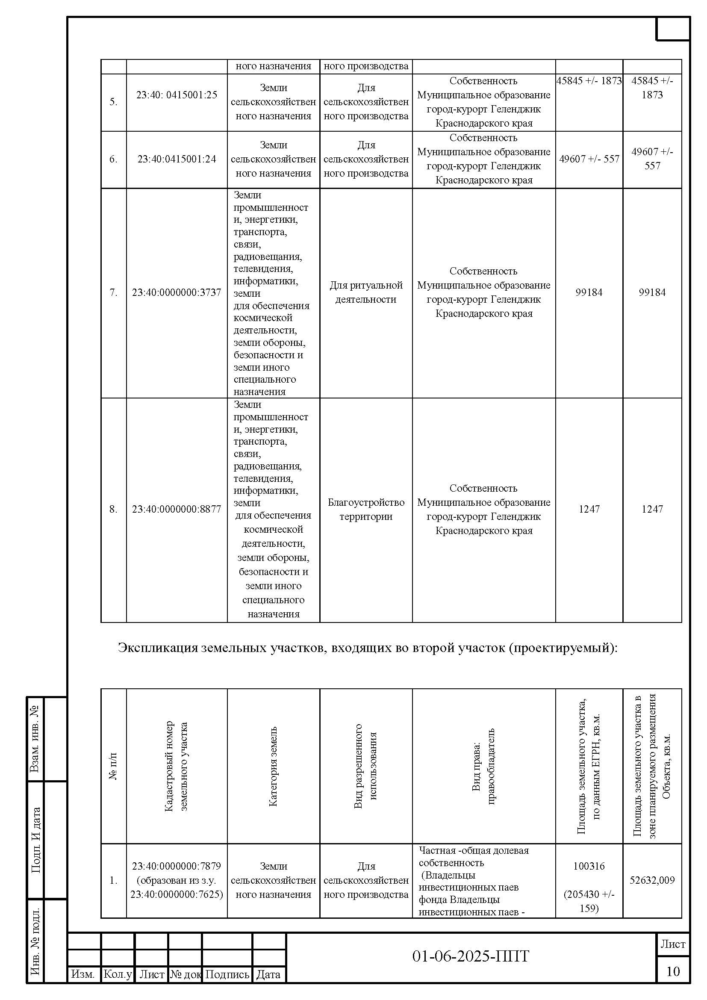 ного назначения
ного производства
5.
23:40: 0415001:25
Земли
сельскохозяйствен
ного назначения
Для
сельскохозяйствен
ного производства
Собственность
Муниципальное образование
город-курорт Геленджик
Краснодарского края
45845 +/- 1873
45845 +/-
1873
6.
23:40:0415001:24
Земли
сельскохозяйствен
ного назначения
Для
сельскохозяйствен
ного производства
Собственность
Муниципальное образование
город-курорт Геленджик
Краснодарского края
49607 +/- 557
49607 +/-
557
7.
23:40:0000000:3737
Земли
промышленност
и, энергетики,
транспорта,
связи,
радиовещания,
телевидения,
информатики,
земли
для обеспечения
космической
деятельности,
земли обороны,
безопасности и
земли иного
специального
назначения
Для ритуальной
деятельности
Собственность
Муниципальное образование
город-курорт Геленджик
Краснодарского края
99184
99184
8.
23:40:0000000:8877
Земли
промышленност
и, энергетики,
транспорта,
связи,
радиовещания,
телевидения,
информатики,
земли
для обеспечения
космической
деятельности,
земли обороны,
безопасности и
земли иного
специального
назначения
Благоустройство
территории
Собственность
Муниципальное образование
город-курорт Геленджик
Краснодарского края
1247
1247
Экспликация земельных участков, входящих во второй участок (проектируемый):
№ п/п
Кадастровый номер
земельного участка
Категория земель
Вид разрешенного
использования
Вид права:
правообладатель
Площадь земельного участка,
по данным ЕГРН, кв.м.
Площадь земельного участка в
зоне планируемого размещения
Объекта, кв.м.
1.
23:40:0000000:7879
(образован из з.у.
23:40:0000000:7625)
Земли
сельскохозяйствен
ного назначения
Для
сельскохозяйствен
ного производства
Частная -общая долевая
собственность
(Владельцы
инвестиционных паев
фонда Владельцы
инвестиционных паев -
100316
(205430 +/-
159)
52632,009
Взам. инв. №
Подп. И дата
Инв. № подл.
Изм.
Кол.у
Лист
№ док
Подпись
Дата
01-06-2025-ППТ
Лист
10